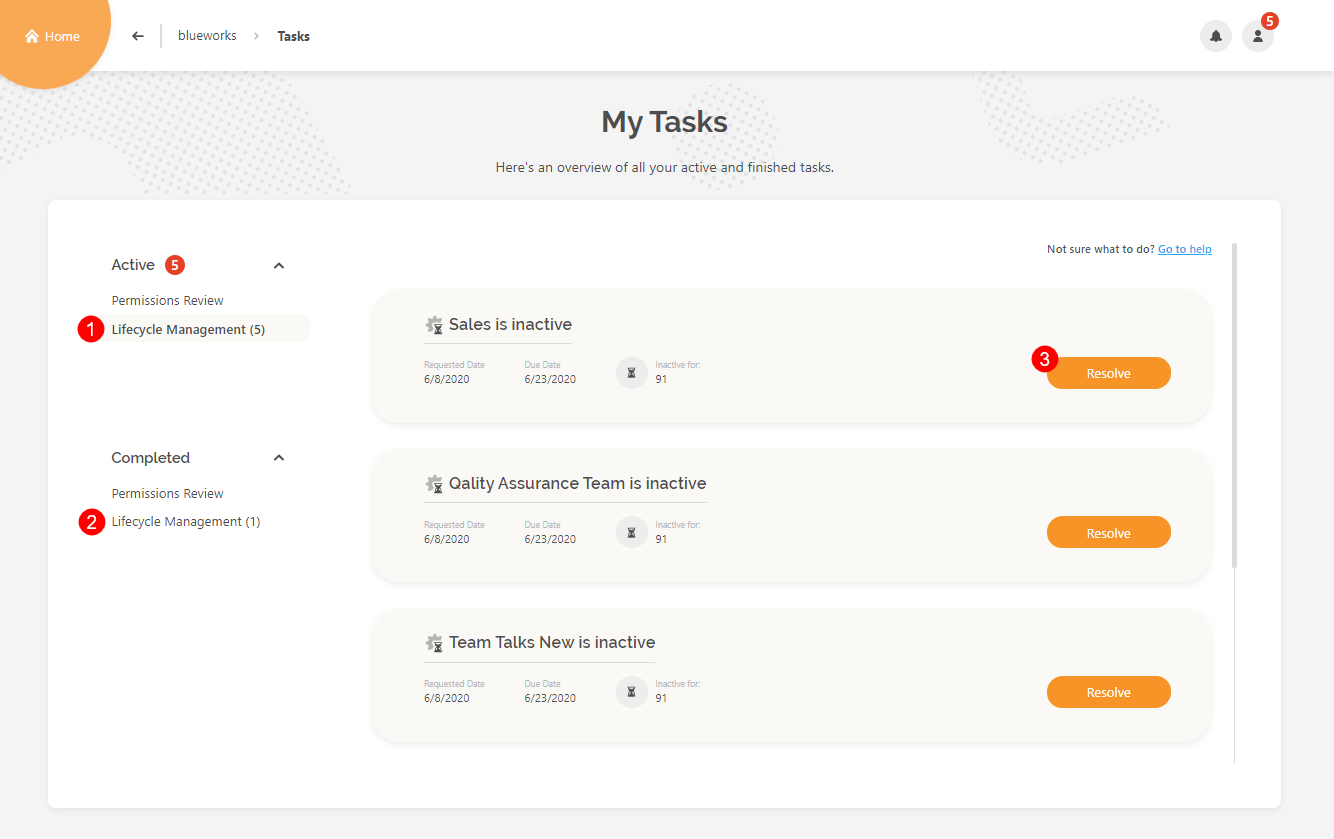 Home
blueworks > Tasks
5
My Tasks
Here's an overview of all your active and finished tasks.
Not sure what to do? Go to help
Active 5
Permissions Review
1 Lifecycle Management (5)
Completed
Permissions Review
2 Lifecycle Management (1)
Sales is inactive
Requested Date Due Date Inactive for:
6/8/2020 6/23/2020 91
3 Resolve
Qality Assurance Team is inactive
Requested Date Due Date Inactive for:
6/8/2020 6/23/2020 91
Resolve
Team Talks New is inactive
Requested Date Due Date Inactive for:
6/8/2020 6/23/2020 91
Resolve